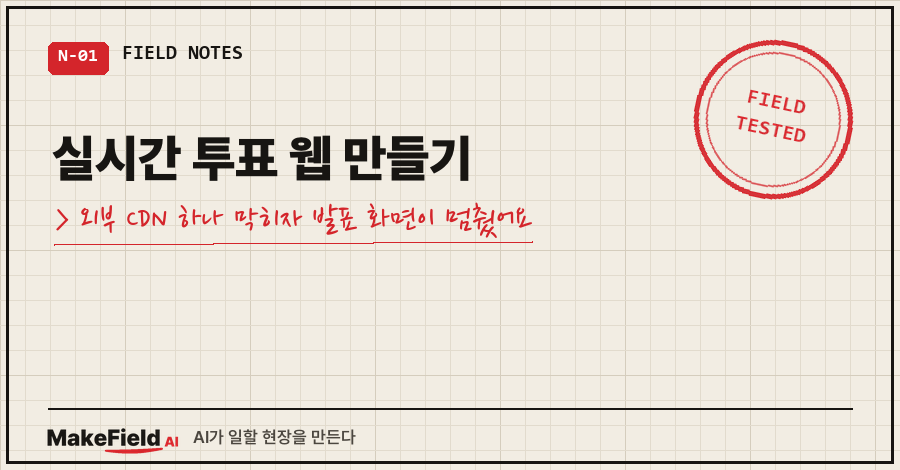 N-01 FIELD NOTES
FIELD
TESTED
실시간 투표 웹 만들기
> 외부 CDN 하나 막히자 발표 화면이 멈췄어요
MakeField AI AI가 일할 현장을 만든다